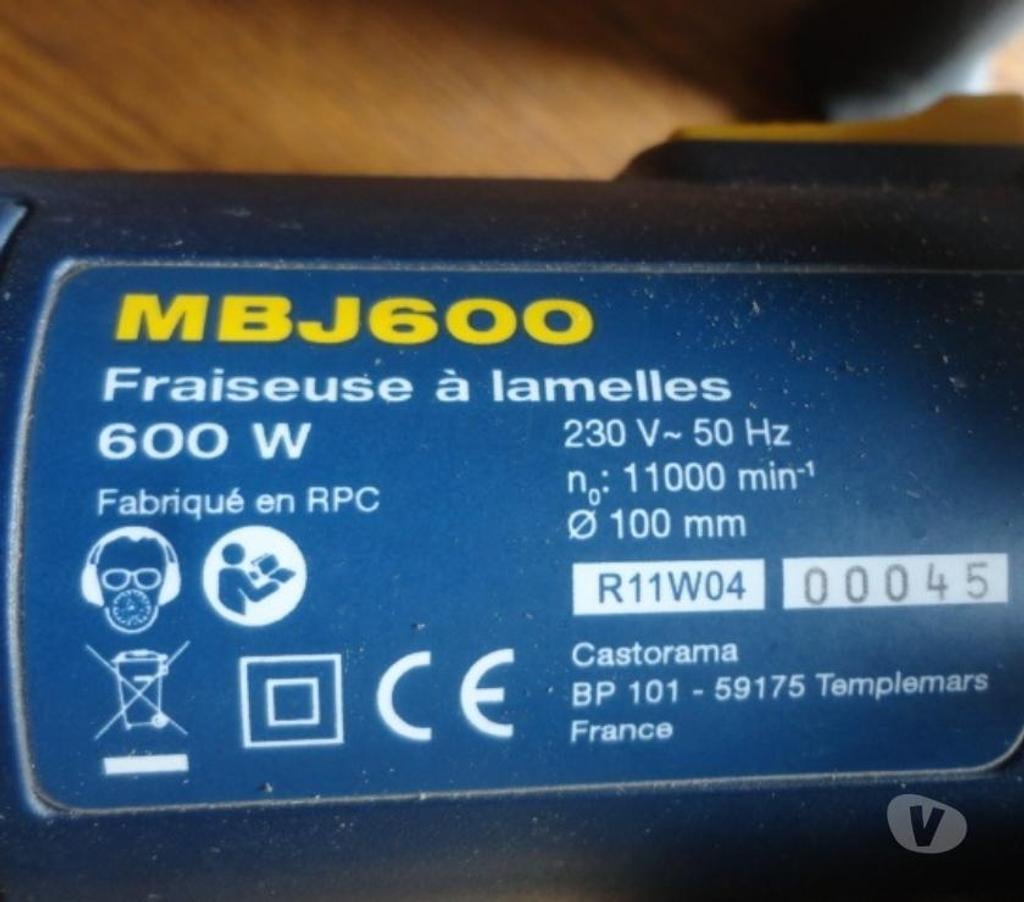 MBJ600
Fraiseuse à lamelles
600 W
230 V~ 50 Hz
n₀: 11000 min⁻¹
Ø 100 mm
Fabriqué en RPC
R11W04
00045
CE
Castorama
BP 101 - 59175 Templemars
France
V